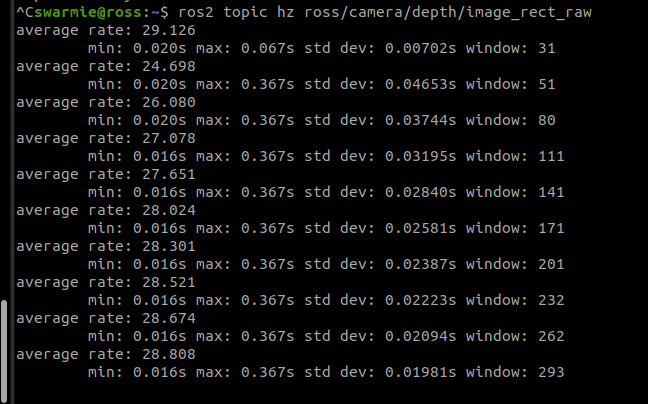 ^Cswarmie@ross:~$ ros2 topic hz ross/camera/depth/image_rect_raw
average rate: 29.126
min: 0.020s max: 0.067s std dev: 0.00702s window: 31
average rate: 24.698
min: 0.020s max: 0.367s std dev: 0.04653s window: 51
average rate: 26.080
min: 0.020s max: 0.367s std dev: 0.03744s window: 80
average rate: 27.078
min: 0.016s max: 0.367s std dev: 0.03195s window: 111
average rate: 27.651
min: 0.016s max: 0.367s std dev: 0.02840s window: 141
average rate: 28.024
min: 0.016s max: 0.367s std dev: 0.02581s window: 171
average rate: 28.301
min: 0.016s max: 0.367s std dev: 0.02387s window: 201
average rate: 28.521
min: 0.016s max: 0.367s std dev: 0.02223s window: 232
average rate: 28.674
min: 0.016s max: 0.367s std dev: 0.02094s window: 262
average rate: 28.808
min: 0.016s max: 0.367s std dev: 0.01981s window: 293